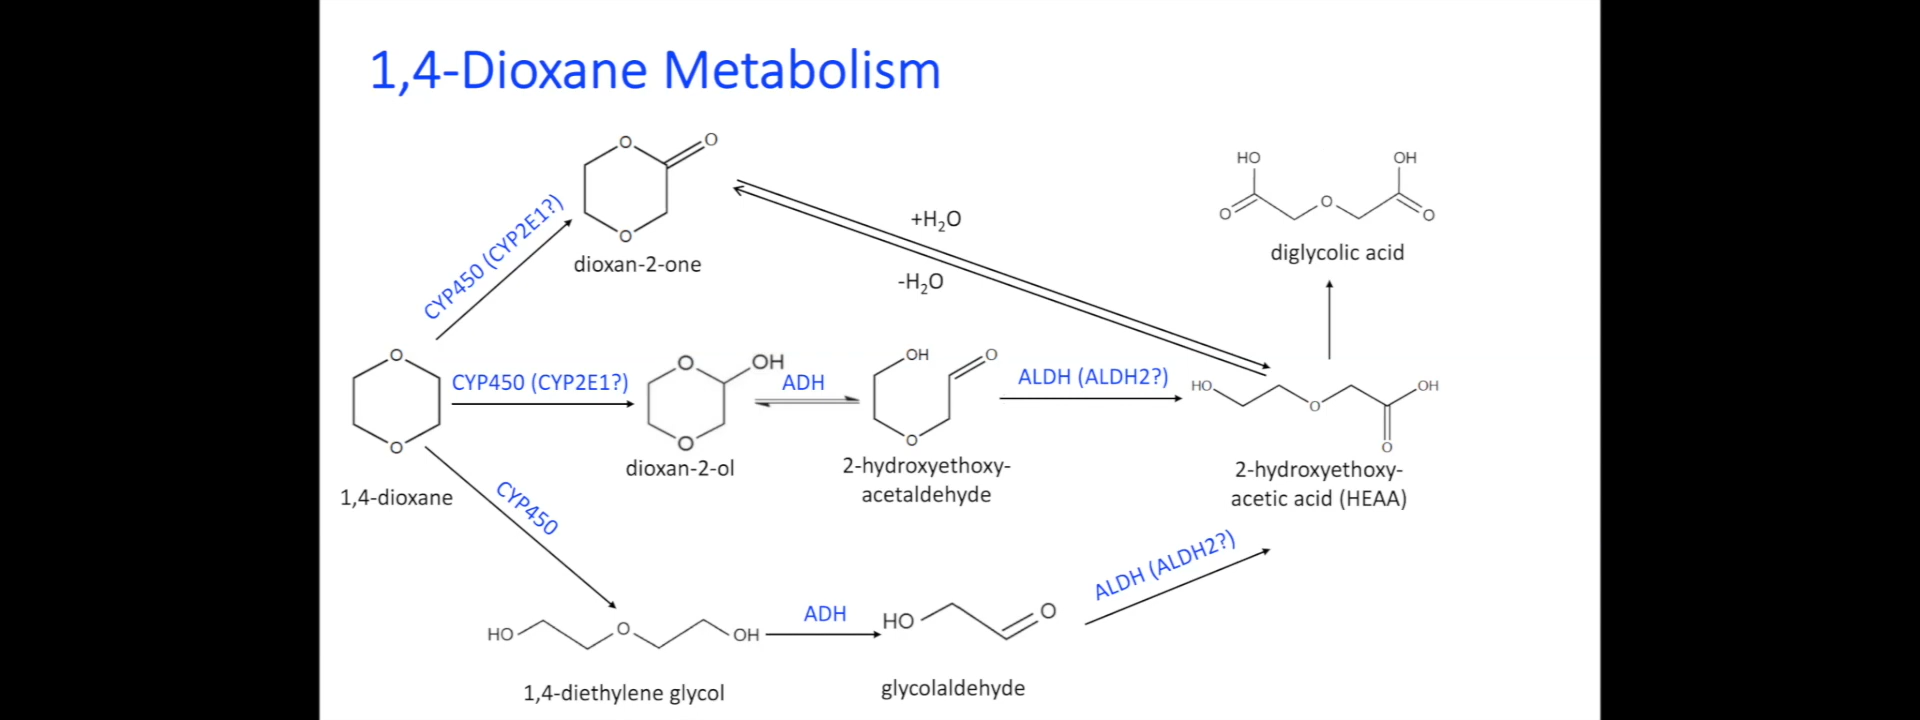 1,4-Dioxane Metabolism
O
O
O
dioxan-2-one
CYP450 (CYP2E1?)
+H₂O
-H₂O
HO
OH
O
O
O
diglycolic acid
O
O
1,4-dioxane
CYP450 (CYP2E1?)
O
OH
O
dioxan-2-ol
ADH
OH
O
O
2-hydroxyethoxy-
acetaldehyde
ALDH (ALDH2?)
HO
O
OH
O
2-hydroxyethoxy-
acetic acid (HEAA)
CYP450
HO
O
OH
1,4-diethylene glycol
ADH
HO
O
glycolaldehyde
ALDH (ALDH2?)